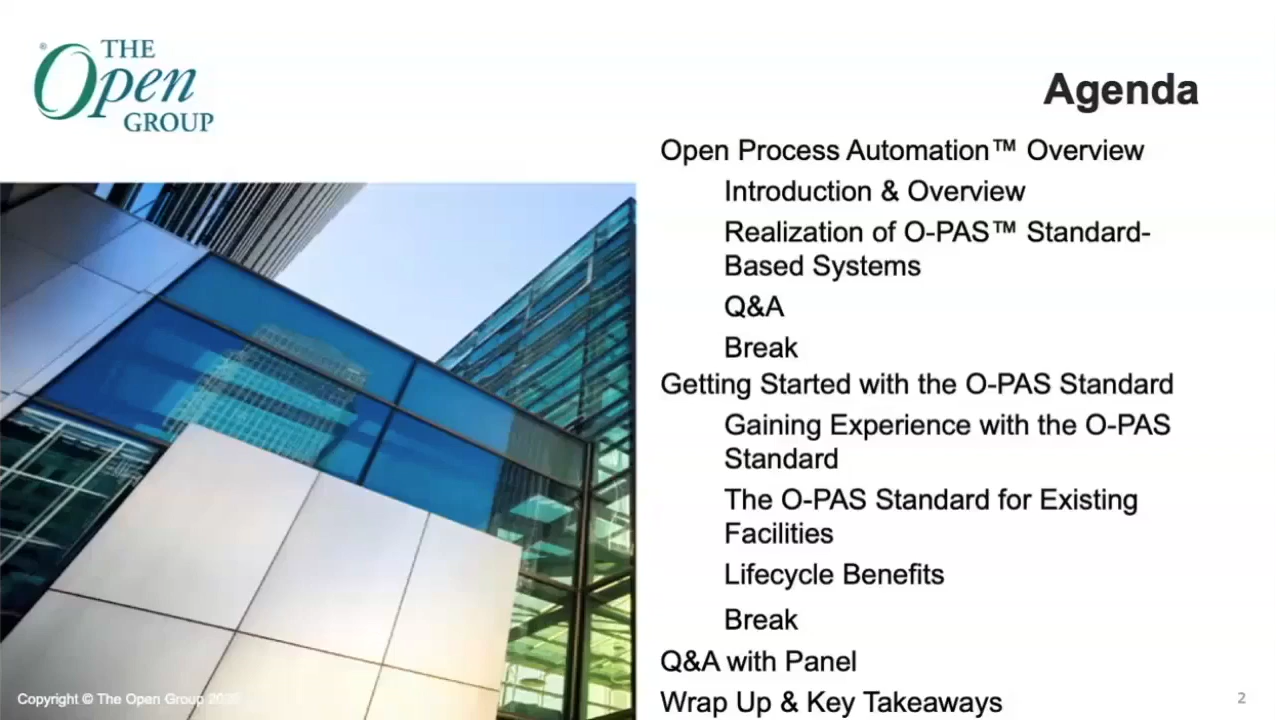 ® THE
Open
GROUP
Agenda
Open Process Automation™ Overview
Introduction & Overview
Realization of O-PAS™ Standard-
Based Systems
Q&A
Break
Getting Started with the O-PAS Standard
Gaining Experience with the O-PAS
Standard
The O-PAS Standard for Existing
Facilities
Lifecycle Benefits
Break
Q&A with Panel
Wrap Up & Key Takeaways
Copyright © The Open Group
2